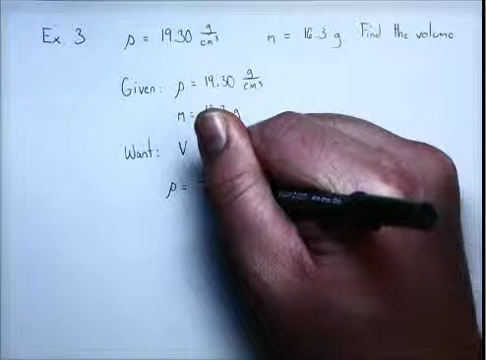 Ex. 3 ρ = 19.30 g/cm³ m = 16.3 g Find the volume
Given: ρ = 19.30 g/cm³
m =
Want: V
ρ =